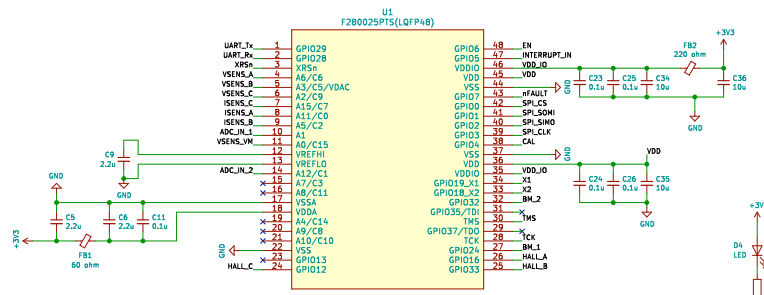 U1
F280025PTS(LQFP48)
UART_Tx 1 GPIO29
UART_Rx 2 GPIO28
XRSn 3 XRSn
VSENS_A 4 A6/C6
VSENS_B 5 A3/C5/VDAC
VSENS_C 6 A2/C9
ISENS_C 7 A15/C7
ISENS_A 8 A11/C0
ISENS_B 9 A5/C2
ADC_IN_1 10 A1
VSENS_VM 11 A0/C15
12 VREFHI
13 VREFLO
ADC_IN_2 14 A12/C1
15 A7/C3
16 A8/C11
17 VSSA
18 VDDA
19 A4/C14
20 A9/C8
21 A10/C10
22 VSS
23 GPIO13
HALL_C 24 GPIO12
GPIO6 48 EN
GPIO5 47 INTERRUPT_IN
VDDIO 46 VDD_IO
VDD 45 VDD
VSS 44 GND
GPIO7 43 nFAULT
GPIO0 42 SPI_CS
GPIO1 41 SPI_SOMI
GPIO2 40 SPI_SIMO
GPIO3 39 SPI_CLK
GPIO4 38 CAL
VSS 37 GND
VDD 36
VDDIO 35 VDD_IO
GPIO19_X1 34 X1
GPIO18_X2 33 X2
GPIO32 32 BM_2
GPIO35/TDI 31
TMS 30 TMS
GPIO37/TDO 29
TCK 28 TCK
GPIO24 27 BM_1
GPIO16 26 HALL_A
GPIO33 25 HALL_B
C9
2.2u
GND
GND
C5
2.2u
C6
2.2u
C11
0.1u
+3V3
FB1
60 ohm
GND
FB2
220 ohm
+3V3
C23
0.1u
C25
0.1u
C34
10u
C36
10u
GND
VDD
C24
0.1u
C26
0.1u
C35
10u
GND
+3V
D4
LED